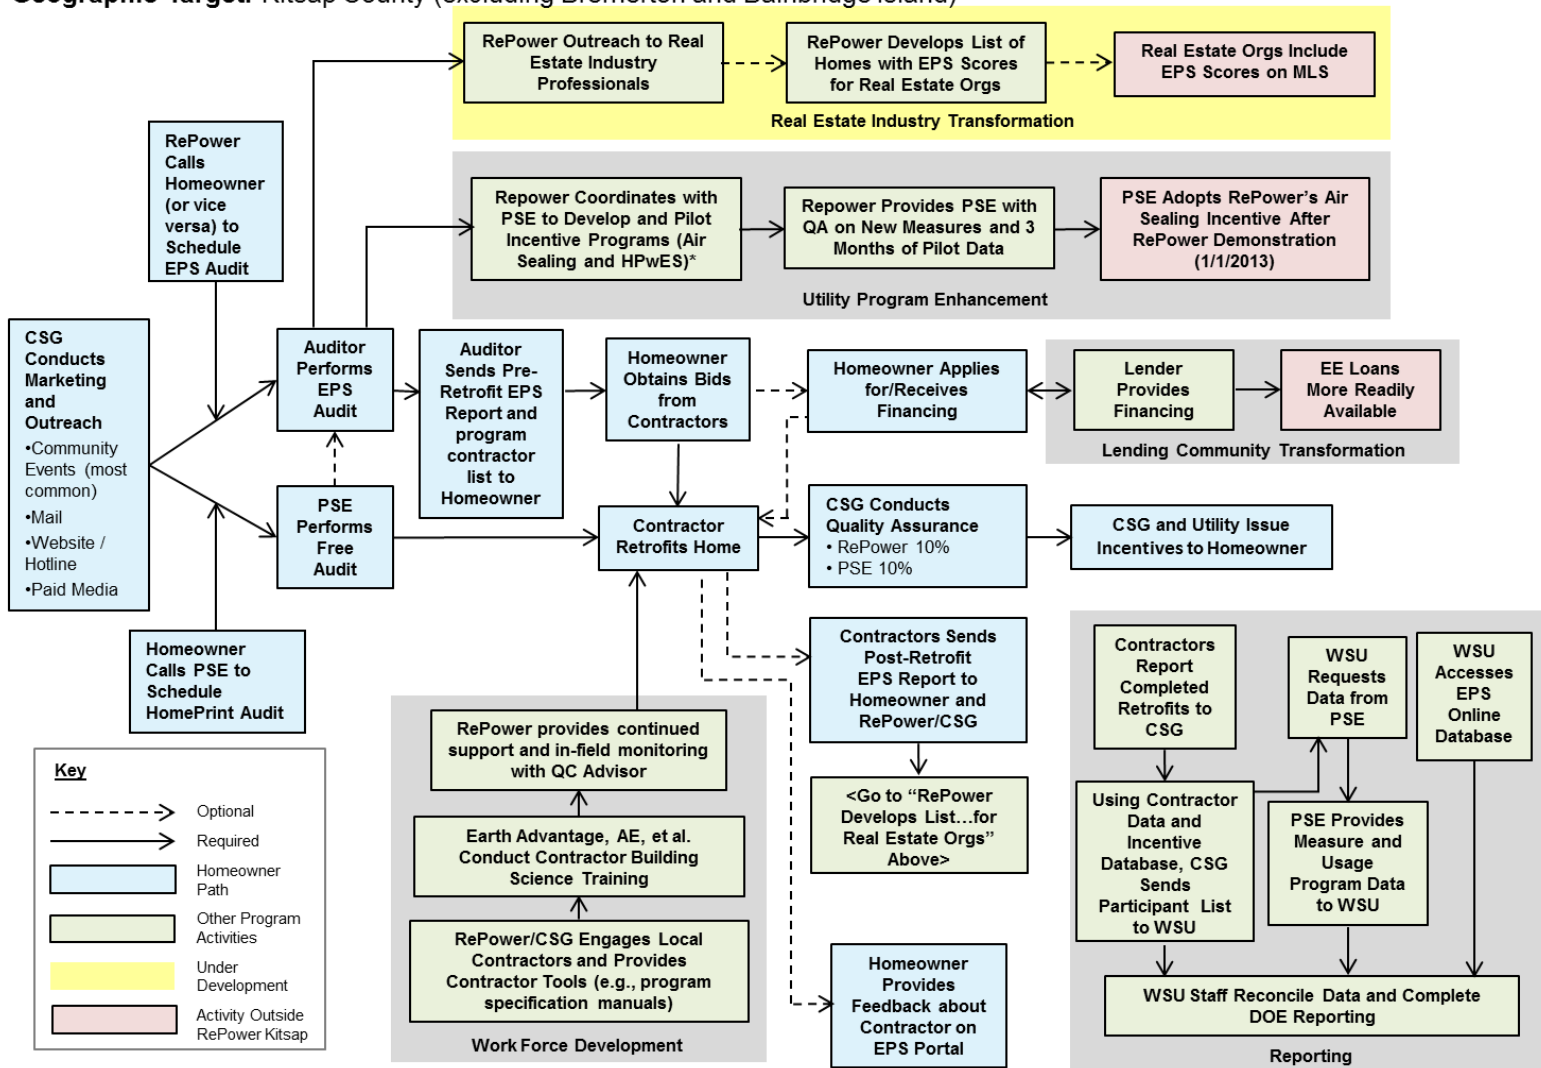 Geographic Target: Kitsap County (excluding Bremerton and Bainbridge Island)
RePower Outreach to Real
Estate Industry
Professionals
RePower Develops List of
Homes with EPS Scores
for Real Estate Orgs
Real Estate Orgs Include
EPS Scores on MLS
Real Estate Industry Transformation
RePower
Calls
Homeowner
(or vice
versa) to
Schedule
EPS Audit
Repower Coordinates with
PSE to Develop and Pilot
Incentive Programs (Air
Sealing and HPwES)*
Repower Provides PSE with
QA on New Measures and 3
Months of Pilot Data
PSE Adopts RePower's Air
Sealing Incentive After
RePower Demonstration
(1/1/2013)
Utility Program Enhancement
CSG
Conducts
Marketing
and
Outreach
•Community
Events (most
common)
•Mail
•Website /
Hotline
•Paid Media
Auditor
Performs
EPS
Audit
Auditor
Sends Pre-
Retrofit EPS
Report and
program
contractor
list to
Homeowner
Homeowner
Obtains Bids
from
Contractors
Homeowner Applies
for/Receives
Financing
Lender
Provides
Financing
EE Loans
More Readily
Available
Lending Community Transformation
PSE
Performs
Free
Audit
Contractor
Retrofits Home
CSG Conducts
Quality Assurance
• RePower 10%
• PSE 10%
CSG and Utility Issue
Incentives to Homeowner
Homeowner
Calls PSE to
Schedule
HomePrint Audit
Contractors Sends
Post-Retrofit
EPS Report to
Homeowner and
RePower/CSG
<Go to “RePower
Develops List…for
Real Estate Orgs”
Above>
Homeowner
Provides
Feedback about
Contractor on
EPS Portal
RePower provides continued
support and in-field monitoring
with QC Advisor
Earth Advantage, AE, et al.
Conduct Contractor Building
Science Training
RePower/CSG Engages Local
Contractors and Provides
Contractor Tools (e.g., program
specification manuals)
Work Force Development
Contractors
Report
Completed
Retrofits to
CSG
WSU
Requests
Data from
PSE
WSU
Accesses
EPS
Online
Database
Using Contractor
Data and
Incentive
Database, CSG
Sends
Participant List
to WSU
PSE Provides
Measure and
Usage
Program Data
to WSU
WSU Staff Reconcile Data and Complete
DOE Reporting
Reporting
Key
Optional
Required
Homeowner
Path
Other Program
Activities
Under
Development
Activity Outside
RePower Kitsap